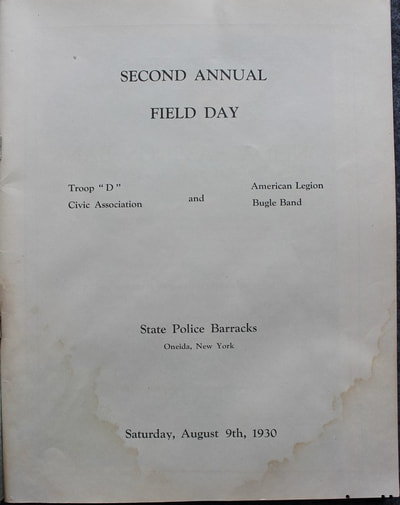 SECOND ANNUAL
FIELD DAY
Troop "D"
Civic Association
and
American Legion
Bugle Band
State Police Barracks
Oneida, New York
Saturday, August 9th, 1930